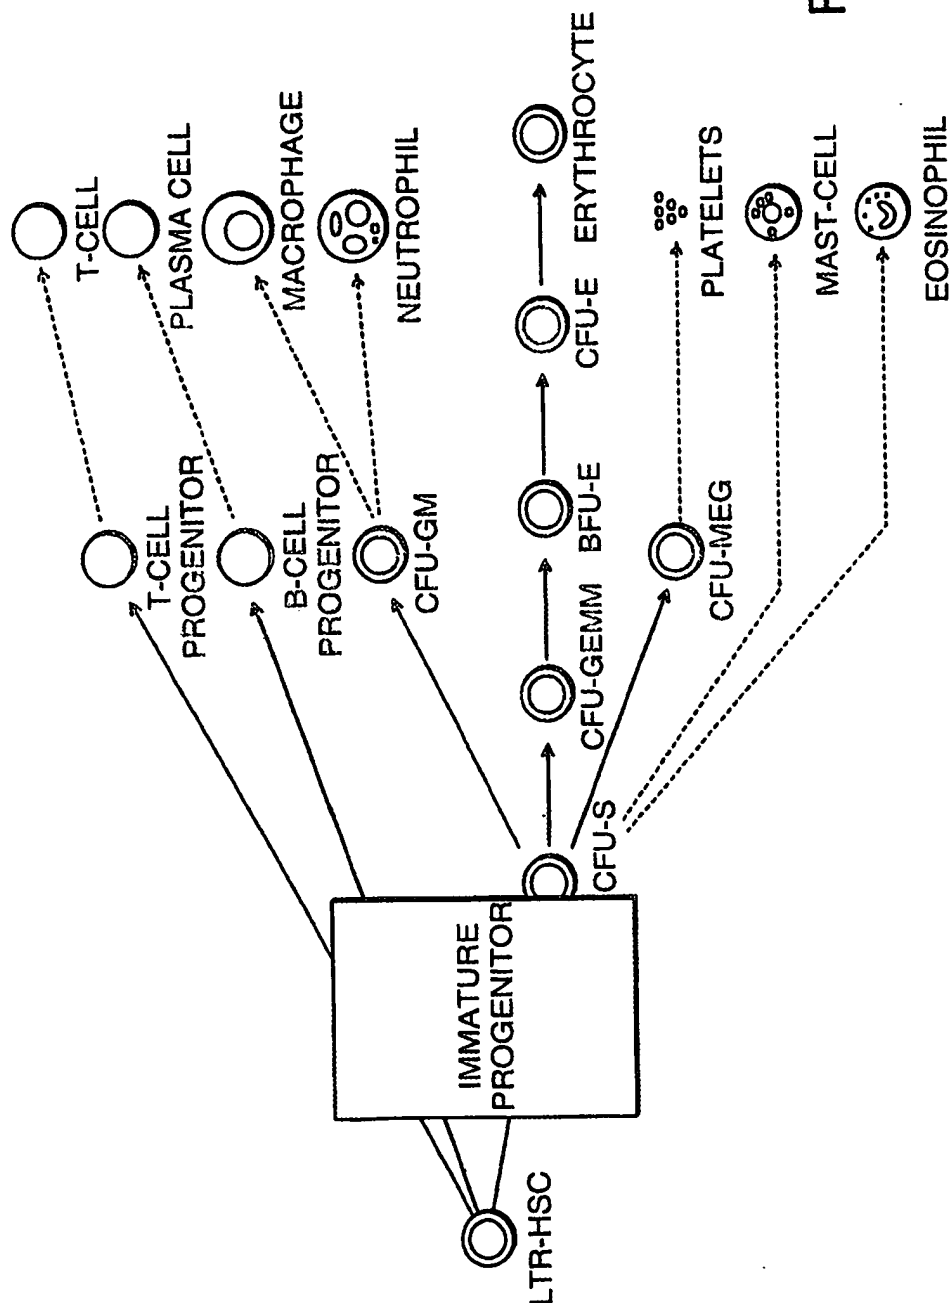 LTR-HSC
IMMATURE
PROGENITOR
CFU-S
T-CELL
PROGENITOR
B-CELL
PROGENITOR
CFU-GM
CFU-GEMM
BFU-E
CFU-E
ERYTHROCYTE
CFU-MEG
T-CELL
PLASMA CELL
MACROPHAGE
NEUTROPHIL
PLATELETS
MAST-CELL
EOSINOPHIL